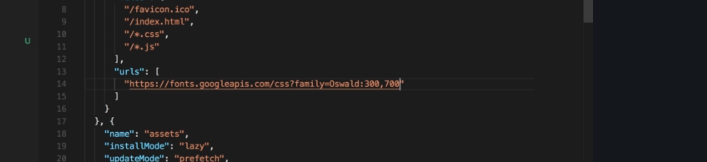 U
8 "/favicon.ico",
9 "/index.html",
10 "/*.css",
11 "/*.js"
12 ],
13 "urls": [
14 "https://fonts.googleapis.com/css?family=Oswald:300,700"
15 ]
16 }
17 }, {
18 "name": "assets",
19 "installMode": "lazy",
20 "updateMode": "prefetch",